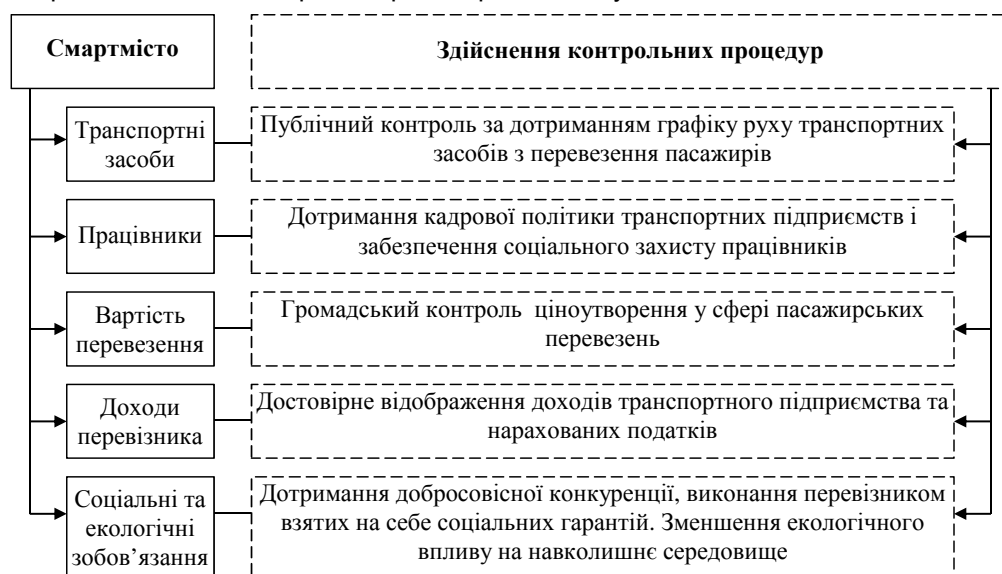 Смартмісто
Здійснення контрольних процедур
Транспортні
засоби
Публічний контроль за дотриманням графіку руху транспортних
засобів з перевезення пасажирів
Працівники
Дотримання кадрової політики транспортних підприємств і
забезпечення соціального захисту працівників
Вартість
перевезення
Громадський контроль ціноутворення у сфері пасажирських
перевезень
Доходи
перевізника
Достовірне відображення доходів транспортного підприємства та
нарахованих податків
Соціальні та
екологічні
зобов’язання
Дотримання добросовісної конкуренції, виконання перевізником
взятих на себе соціальних гарантій. Зменшення екологічного
впливу на навколишнє середовище